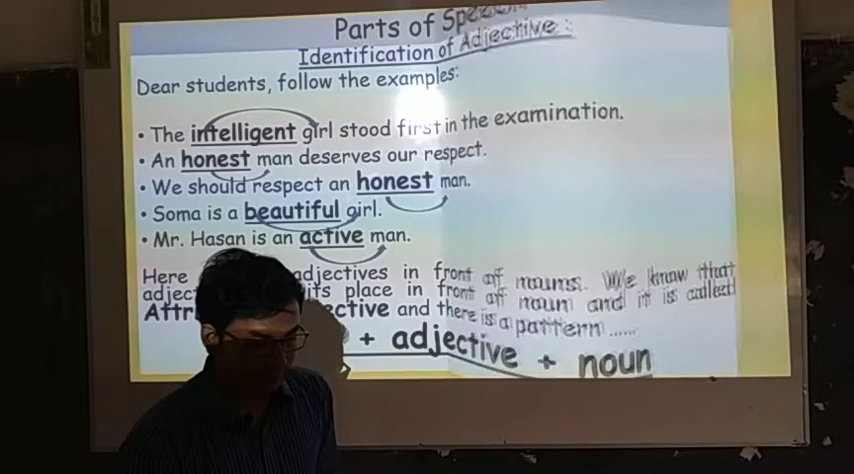 Parts of Speech
Identification of Adjective :
Dear students, follow the examples:
• The intelligent girl stood first in the examination.
• An honest man deserves our respect.
• We should respect an honest man.
• Soma is a beautiful girl.
• Mr. Hasan is an active man.
Here adjectives in front of nouns. We know that
its place in front of noun and it is called
and there is a pattern ......
+ adjective + noun